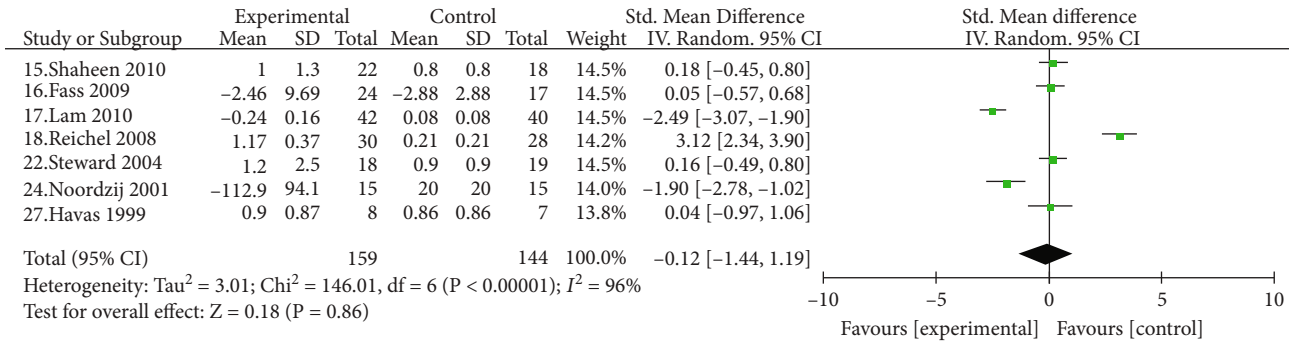 Experimental Control Std. Mean Difference Std. Mean difference
Study or Subgroup Mean SD Total Mean SD Total Weight IV. Random. 95% CI IV. Random. 95% CI
15.Shaheen 2010 1 1.3 22 0.8 0.8 18 14.5% 0.18 [−0.45, 0.80]
16.Fass 2009 −2.46 9.69 24 −2.88 2.88 17 14.5% 0.05 [−0.57, 0.68]
17.Lam 2010 −0.24 0.16 42 0.08 0.08 40 14.5% −2.49 [−3.07, −1.90]
18.Reichel 2008 1.17 0.37 30 0.21 0.21 28 14.2% 3.12 [2.34, 3.90]
22.Steward 2004 1.2 2.5 18 0.9 0.9 19 14.5% 0.16 [−0.49, 0.80]
24.Noordzij 2001 −112.9 94.1 15 20 20 15 14.0% −1.90 [−2.78, −1.02]
27.Havas 1999 0.9 0.87 8 0.86 0.86 7 13.8% 0.04 [−0.97, 1.06]
Total (95% CI) 159 144 100.0% −0.12 [−1.44, 1.19]
Heterogeneity: Tau² = 3.01; Chi² = 146.01, df = 6 (P < 0.00001); I² = 96%
Test for overall effect: Z = 0.18 (P = 0.86)
−10 −5 0 5 10
Favours [experimental] Favours [control]